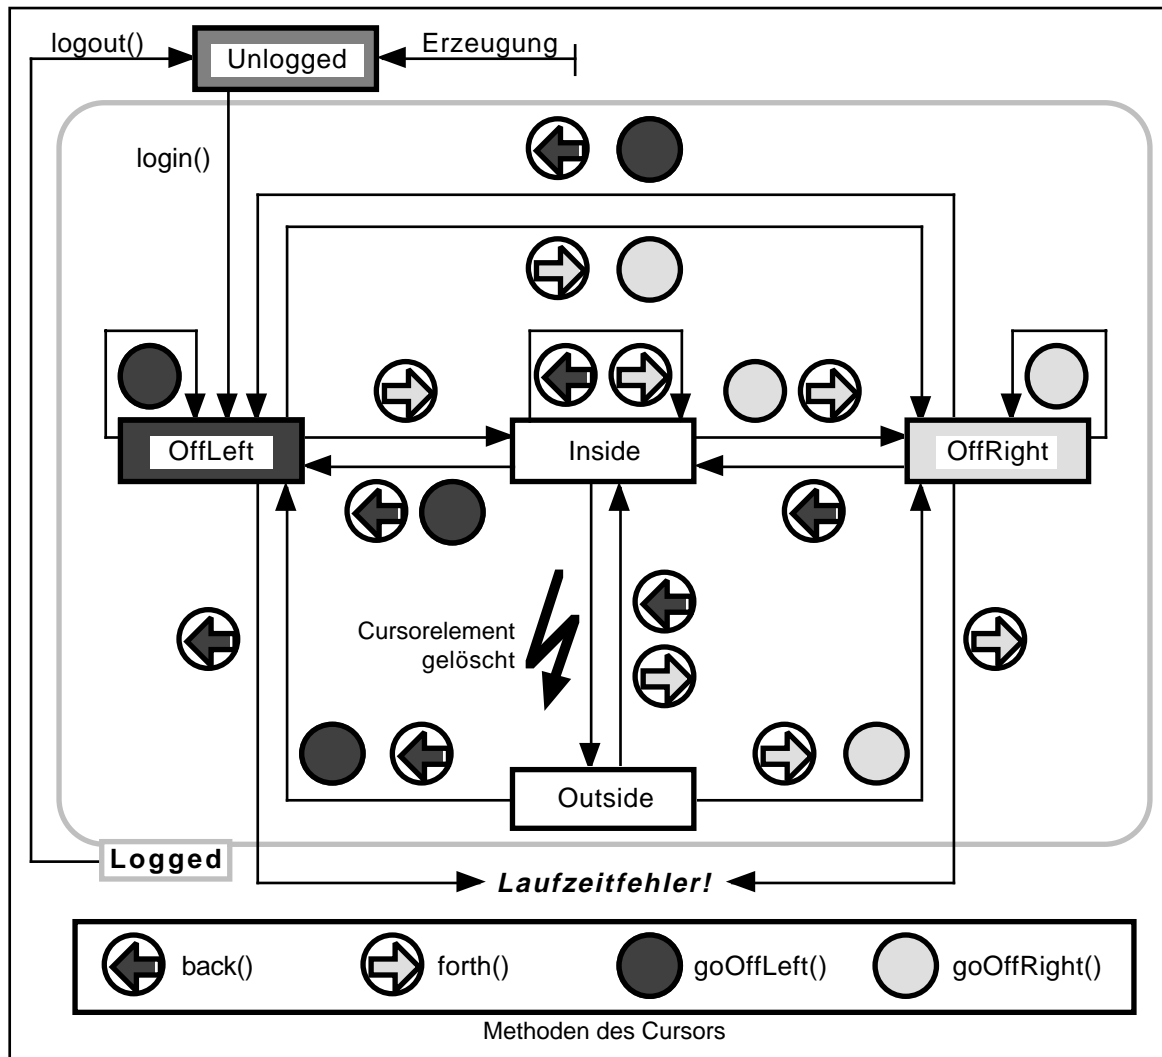 logout()
Unlogged
Erzeugung
login()
OffLeft
Inside
OffRight
Cursorelement
gelöscht
Outside
Logged
Laufzeitfehler!
back()
forth()
goOffLeft()
goOffRight()
Methoden des Cursors